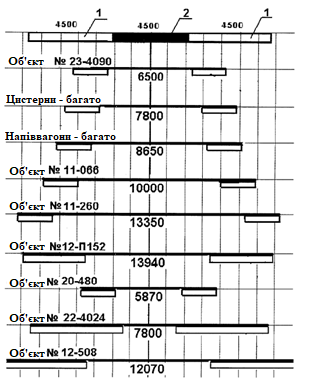 1 2 1
4500 4500 4500
Об'єкт № 23-4090
6500
Цистерни - багато
7800
Напіввагони - багато
8650
Об'єкт № 11-066
10000
Об'єкт № 11-260
13350
Об'єкт №12-П152
13940
Об'єкт № 20-480
5870
Об'єкт № 22-4024
7800
Об'єкт № 12-508
12070